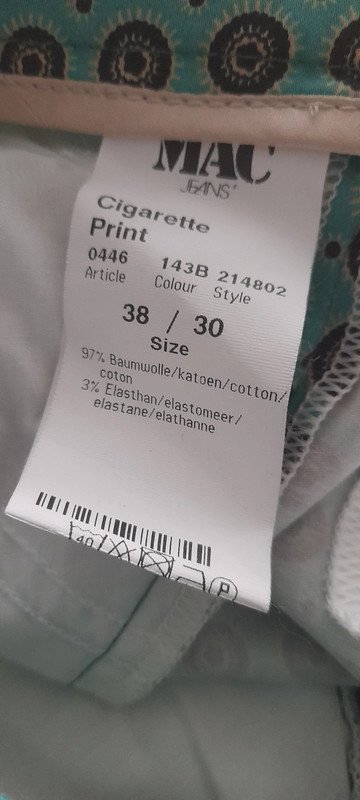 MAC
JEANS
Cigarette
Print
0446 143B 214802
Article Colour Style
38 / 30
Size
97% Baumwolle/katoen/cotton/
coton
3% Elasthan/elastomeer/
elastane/elathanne
40 P